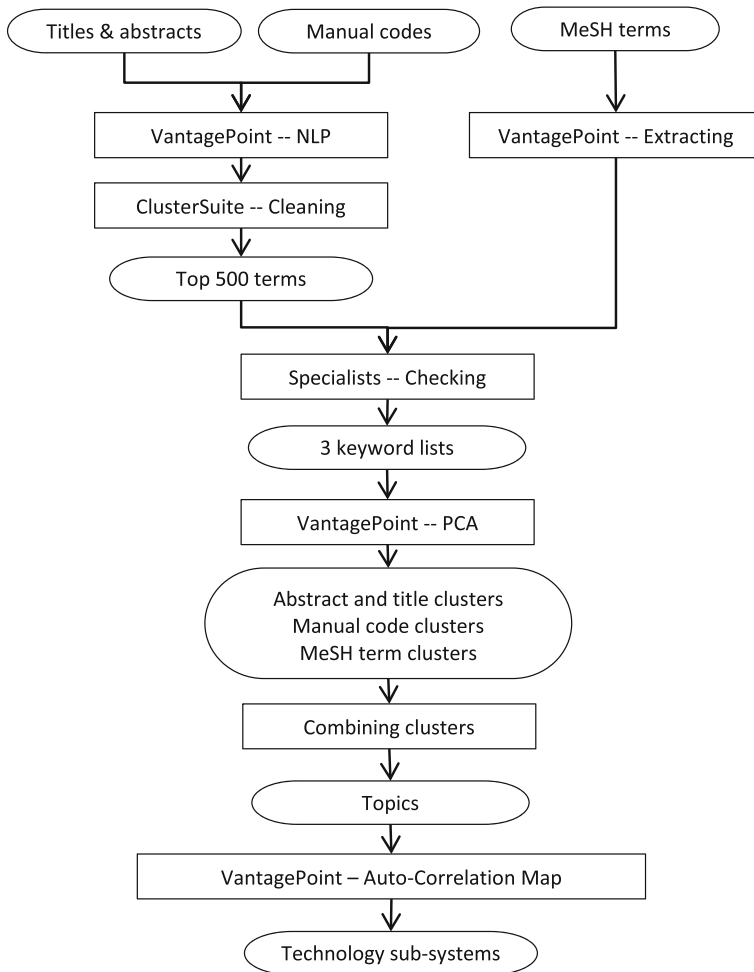 Titles & abstracts
Manual codes
MeSH terms
VantagePoint -- NLP
VantagePoint -- Extracting
ClusterSuite -- Cleaning
Top 500 terms
Specialists -- Checking
3 keyword lists
VantagePoint -- PCA
Abstract and title clusters
Manual code clusters
MeSH term clusters
Combining clusters
Topics
VantagePoint – Auto-Correlation Map
Technology sub-systems